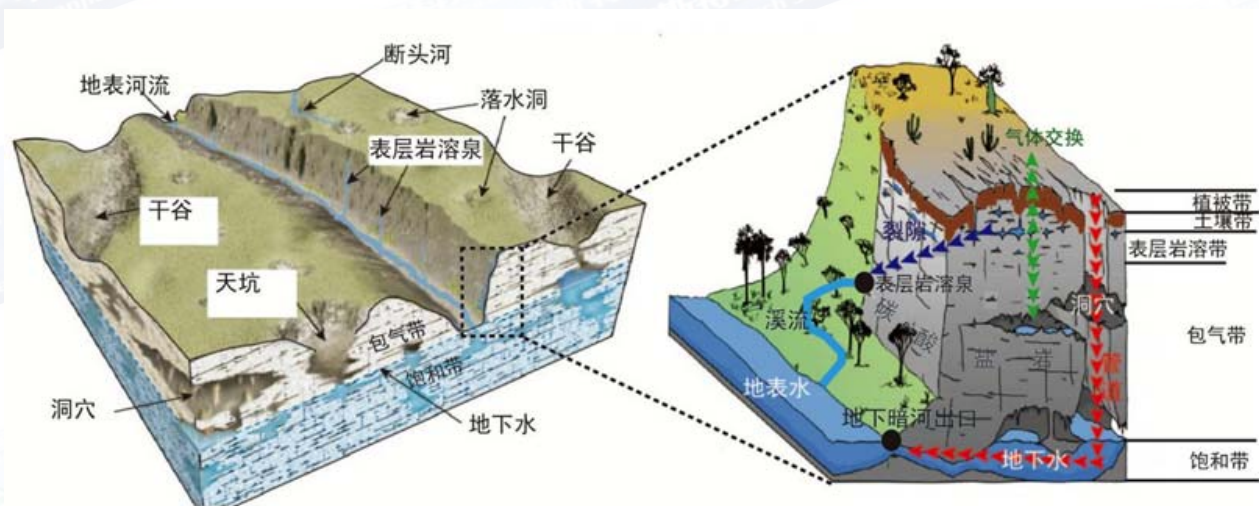 断头河
地表河流
落水洞
表层岩溶泉
干谷
干谷
天坑
包气带
饱和带
洞穴
地下水
气体交换
植被带
土壤带
裂隙
表层岩溶带
表层岩溶泉
洞穴
溪流
碳酸盐岩
包气带
管道
地表水
地下暗河出口
地下水
饱和带